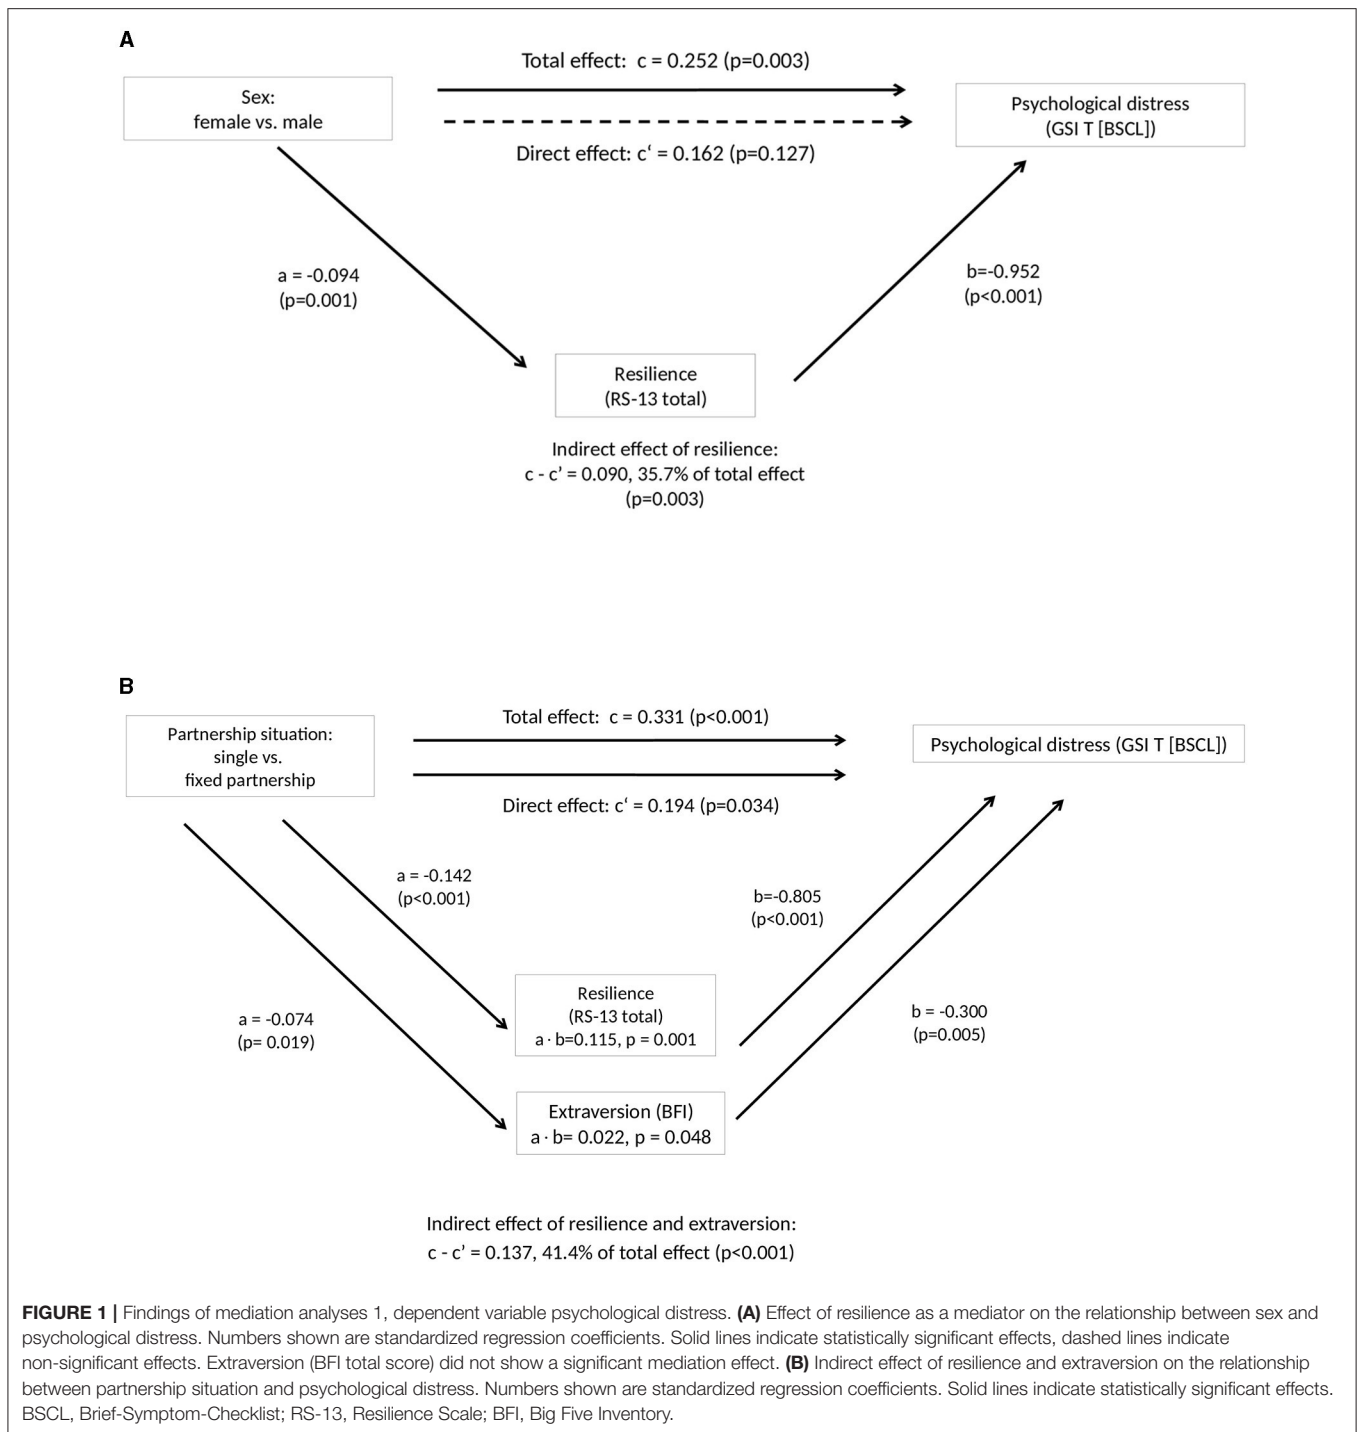 A
Total effect:  c = 0.252 (p=0.003)
Sex:
female vs. male
Psychological distress
(GSI T [BSCL])
Direct effect: c‘ = 0.162 (p=0.127)
a = -0.094
(p=0.001)
b=-0.952
(p<0.001)
Resilience
(RS-13 total)
Indirect effect of resilience:
c - c’ = 0.090, 35.7% of total effect
(p=0.003)
B
Total effect:  c = 0.331 (p<0.001)
Partnership situation:
single vs.
fixed partnership
Psychological distress (GSI T [BSCL])
Direct effect: c‘ = 0.194 (p=0.034)
a = -0.142
(p<0.001)
b=-0.805
(p<0.001)
a = -0.074
(p= 0.019)
Resilience
(RS-13 total)
a · b=0.115, p = 0.001
b = -0.300
(p=0.005)
Extraversion (BFI)
a · b= 0.022, p = 0.048
Indirect effect of resilience and extraversion:
c - c’ = 0.137, 41.4% of total effect (p<0.001)
FIGURE 1 | Findings of mediation analyses 1, dependent variable psychological distress. (A) Effect of resilience as a mediator on the relationship between sex and
psychological distress. Numbers shown are standardized regression coefficients. Solid lines indicate statistically significant effects, dashed lines indicate
non-significant effects. Extraversion (BFI total score) did not show a significant mediation effect. (B) Indirect effect of resilience and extraversion on the relationship
between partnership situation and psychological distress. Numbers shown are standardized regression coefficients. Solid lines indicate statistically significant effects.
BSCL, Brief-Symptom-Checklist; RS-13, Resilience Scale; BFI, Big Five Inventory.